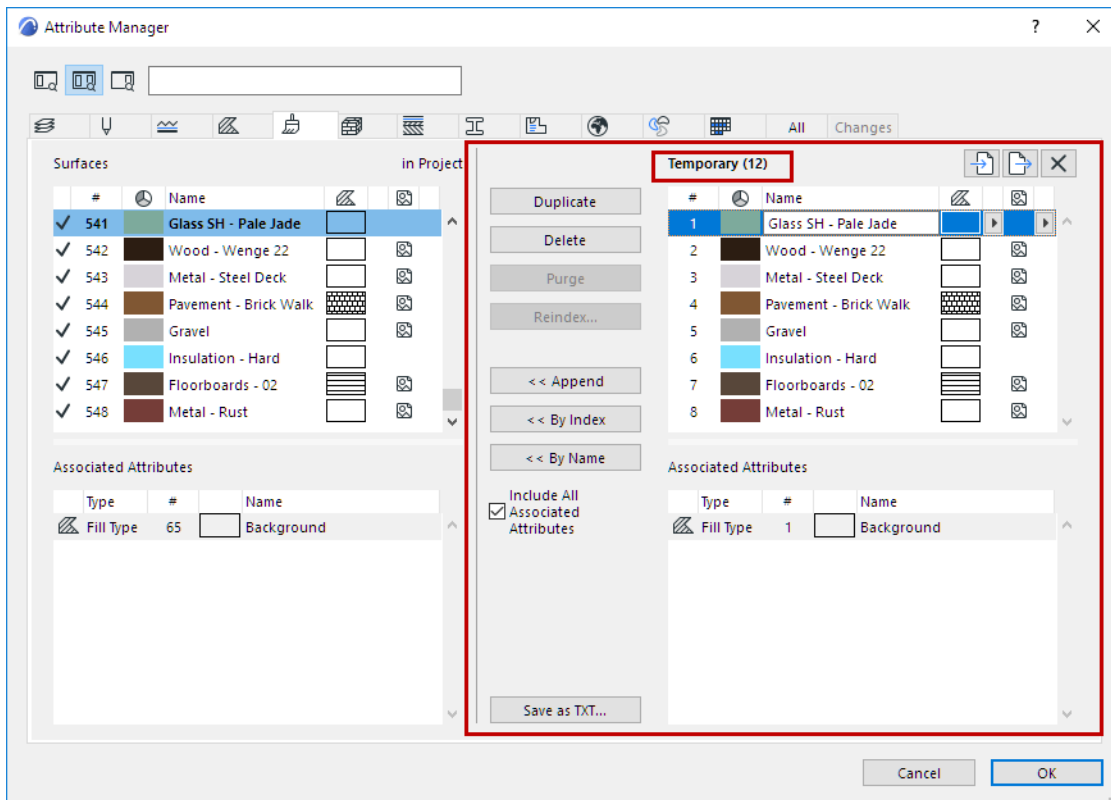 Attribute Manager
?
All Changes
Surfaces in Project
# Name
541 Glass SH - Pale Jade
542 Wood - Wenge 22
543 Metal - Steel Deck
544 Pavement - Brick Walk
545 Gravel
546 Insulation - Hard
547 Floorboards - 02
548 Metal - Rust
Associated Attributes
Type # Name
Fill Type 65 Background
Duplicate
Delete
Purge
Reindex...
<< Append
<< By Index
<< By Name
Include All
Associated
Attributes
Save as TXT...
Temporary (12)
# Name
1 Glass SH - Pale Jade
2 Wood - Wenge 22
3 Metal - Steel Deck
4 Pavement - Brick Walk
5 Gravel
6 Insulation - Hard
7 Floorboards - 02
8 Metal - Rust
Associated Attributes
Type # Name
Fill Type 1 Background
Cancel OK